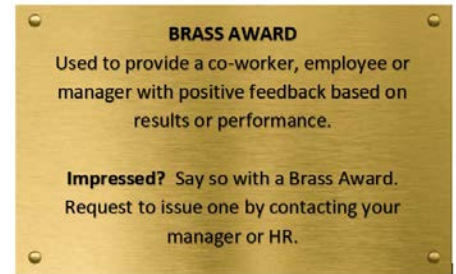 BRASS AWARD
Used to provide a co-worker, employee or
manager with positive feedback based on
results or performance.
Impressed? Say so with a Brass Award.
Request to issue one by contacting your
manager or HR.